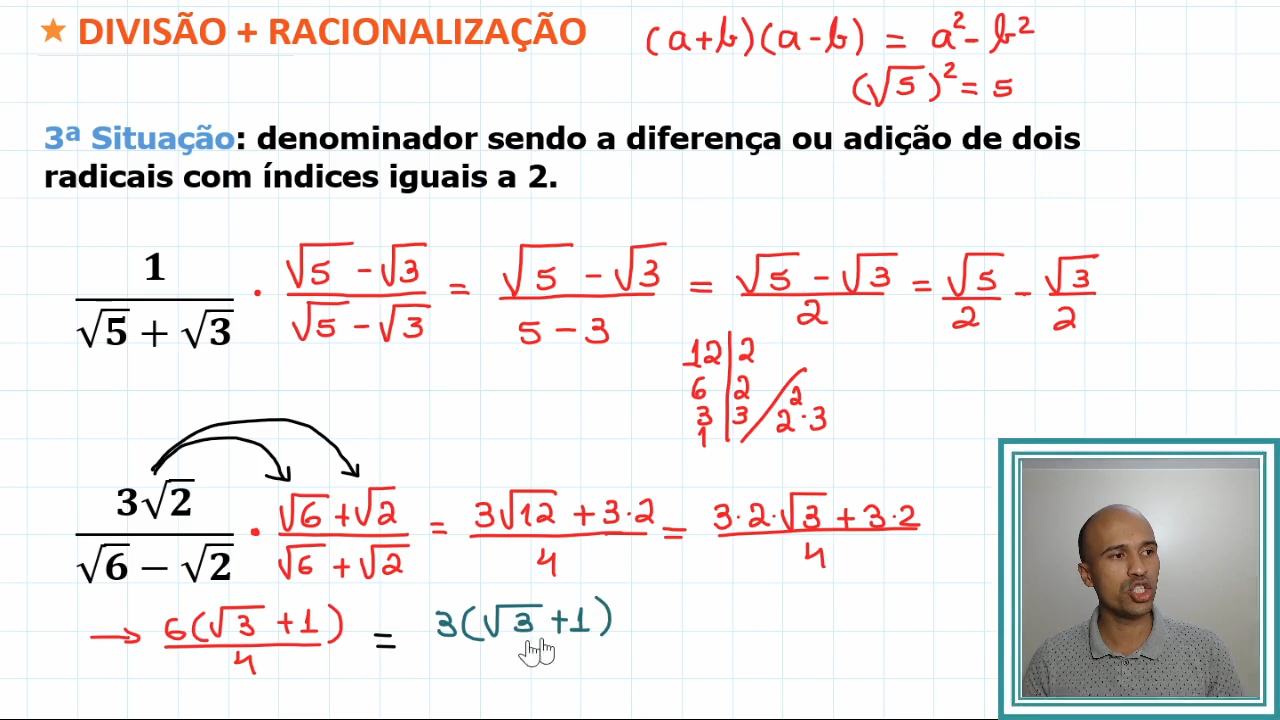 ★ DIVISÃO + RACIONALIZAÇÃO (a+b)(a-b) = a² - b²
(√5)² = 5
3ª Situação: denominador sendo a diferença ou adição de dois
radicais com índices iguais a 2.
1/(√5 + √3) · (√5 - √3)/(√5 - √3) = (√5 - √3)/(5 - 3) = (√5 - √3)/2 = √5/2 - √3/2
12|2
6|2
3|3
1| 2²·3
3√2/(√6 − √2) · (√6 + √2)/(√6 + √2) = (3√12 + 3·2)/4 = (3·2·√3 + 3·2)/4
→ 6(√3 + 1)/4 = 3(√3 + 1)